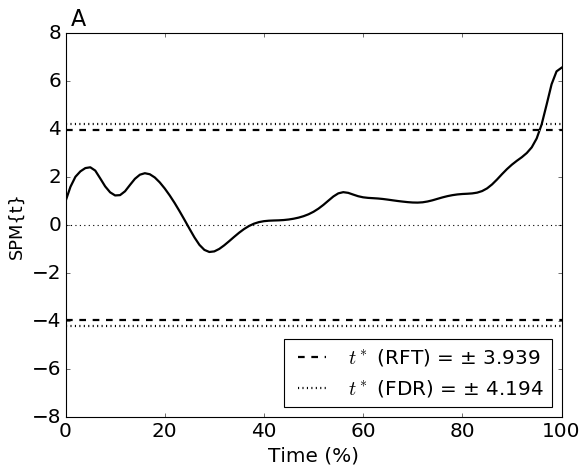 A
8
6
4
2
0
−2
−4
−6
−8
SPM{t}
t* (RFT) = ± 3.939
t* (FDR) = ± 4.194
0 20 40 60 80 100
Time (%)